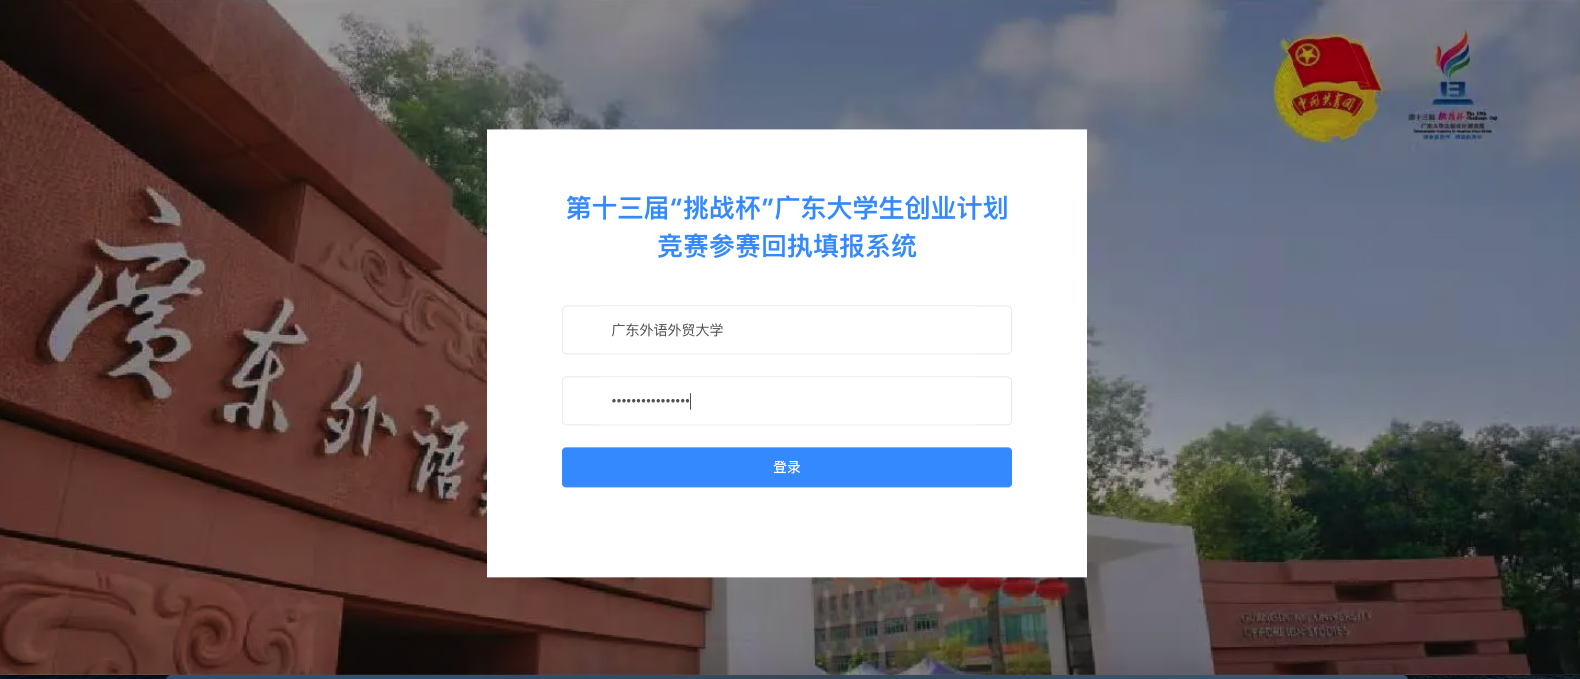 中国共青团
第十三届 挑战杯
第十三届“挑战杯”广东大学生创业计划
竞赛参赛回执填报系统
广东外语外贸大学
••••••••••••••••
登录
廣东外语
GUANGDONG UNIVERSITY
OF FOREIGN STUDIES